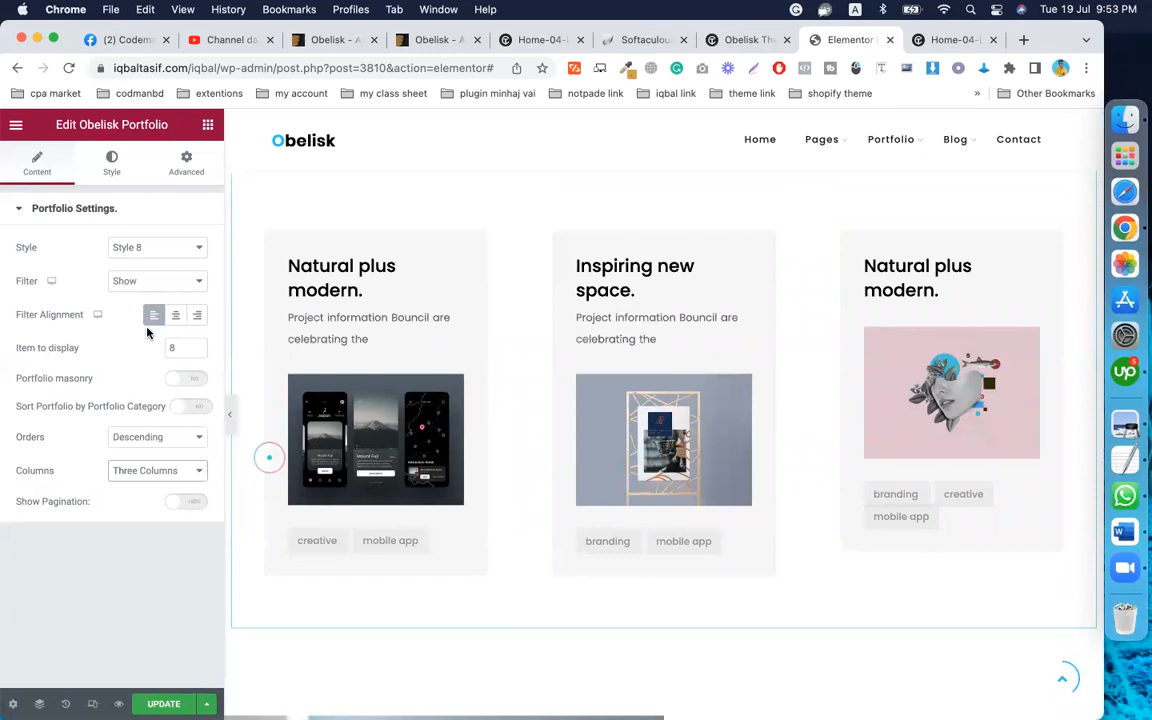 Chrome File Edit View History Bookmarks Profiles Tab Window Help A Tue 19 Jul 9:53 PM
(2) Codem Channel da Obelisk - A Obelisk - A Home-04-L Softaculou Obelisk Th Elementor Home-04-L
iqbaltasif.com/iqbal/wp-admin/post.php?post=3810&action=elementor#
cpa market codmanbd extentions my account my class sheet plugin minhaj vai notpade link iqbal link theme link shopify theme » Other Bookmarks
Edit Obelisk Portfolio
Content Style Advanced
Portfolio Settings.
Style Style 8
Filter Show
Filter Alignment
Item to display 8
Portfolio masonry NO
Sort Portfolio by Portfolio Category NO
Orders Descending
Columns Three Columns
Show Pagination:
UPDATE
Obelisk
Home Pages Portfolio Blog Contact
Natural plus
modern.
Project information Bouncil are
celebrating the
creative mobile app
Inspiring new
space.
Project information Bouncil are
celebrating the
branding mobile app
Natural plus
modern.
branding creative
mobile app